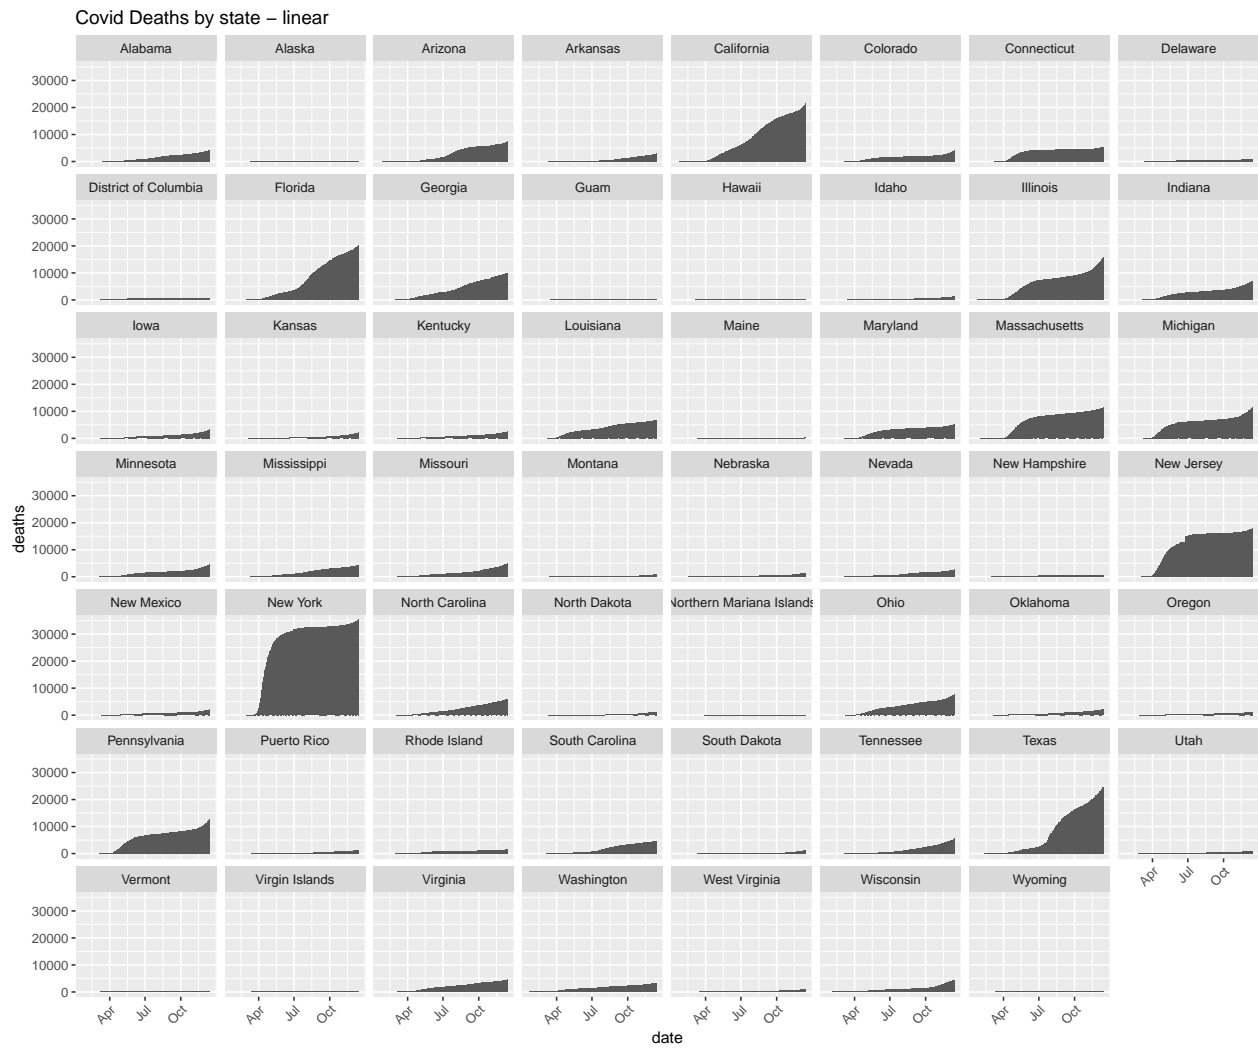 Covid Deaths by state – linear
Alabama Alaska Arizona Arkansas California Colorado Connecticut Delaware
30000
20000
10000
0
District of Columbia Florida Georgia Guam Hawaii Idaho Illinois Indiana
30000
20000
10000
0
Iowa Kansas Kentucky Louisiana Maine Maryland Massachusetts Michigan
30000
20000
10000
0
Minnesota Mississippi Missouri Montana Nebraska Nevada New Hampshire New Jersey
30000
20000
10000
0
deaths
New Mexico New York North Carolina North Dakota Northern Mariana Islands Ohio Oklahoma Oregon
30000
20000
10000
0
Pennsylvania Puerto Rico Rhode Island South Carolina South Dakota Tennessee Texas Utah
30000
20000
10000
0
Apr Jul Oct
Vermont Virgin Islands Virginia Washington West Virginia Wisconsin Wyoming
30000
20000
10000
0
Apr Jul Oct Apr Jul Oct Apr Jul Oct Apr Jul Oct Apr Jul Oct Apr Jul Oct Apr Jul Oct
date